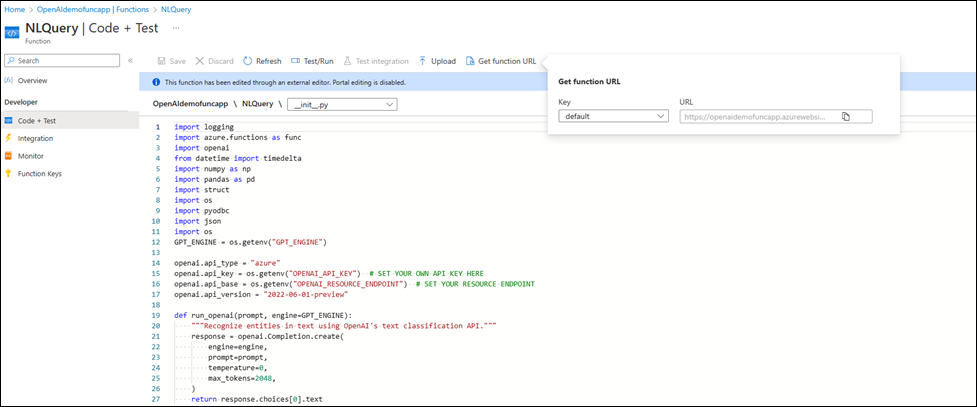 Home > OpenAIdemofuncapp | Functions > NLQuery
NLQuery | Code + Test ...
Function
Search «
Overview
Developer
Code + Test
Integration
Monitor
Function Keys
Save Discard Refresh Test/Run Test integration Upload Get function URL
This function has been edited through an external editor. Portal editing is disabled.
OpenAIdemofuncapp \ NLQuery \ __init__.py
Get function URL
Key URL
default https://openaidemofuncapp.azurewebsi...
1 import logging
2 import azure.functions as func
3 import openai
4 from datetime import timedelta
5 import numpy as np
6 import pandas as pd
7 import struct
8 import os
9 import pyodbc
10 import json
11 import os
12 GPT_ENGINE = os.getenv("GPT_ENGINE")
13
14 openai.api_type = "azure"
15 openai.api_key = os.getenv("OPENAI_API_KEY")  # SET YOUR OWN API KEY HERE
16 openai.api_base = os.getenv("OPENAI_RESOURCE_ENDPOINT")  # SET YOUR RESOURCE ENDPOINT
17 openai.api_version = "2022-06-01-preview"
18
19 def run_openai(prompt, engine=GPT_ENGINE):
20     """Recognize entities in text using OpenAI's text classification API."""
21     response = openai.Completion.create(
22         engine=engine,
23         prompt=prompt,
24         temperature=0,
25         max_tokens=2048,
26     )
27     return response.choices[0].text